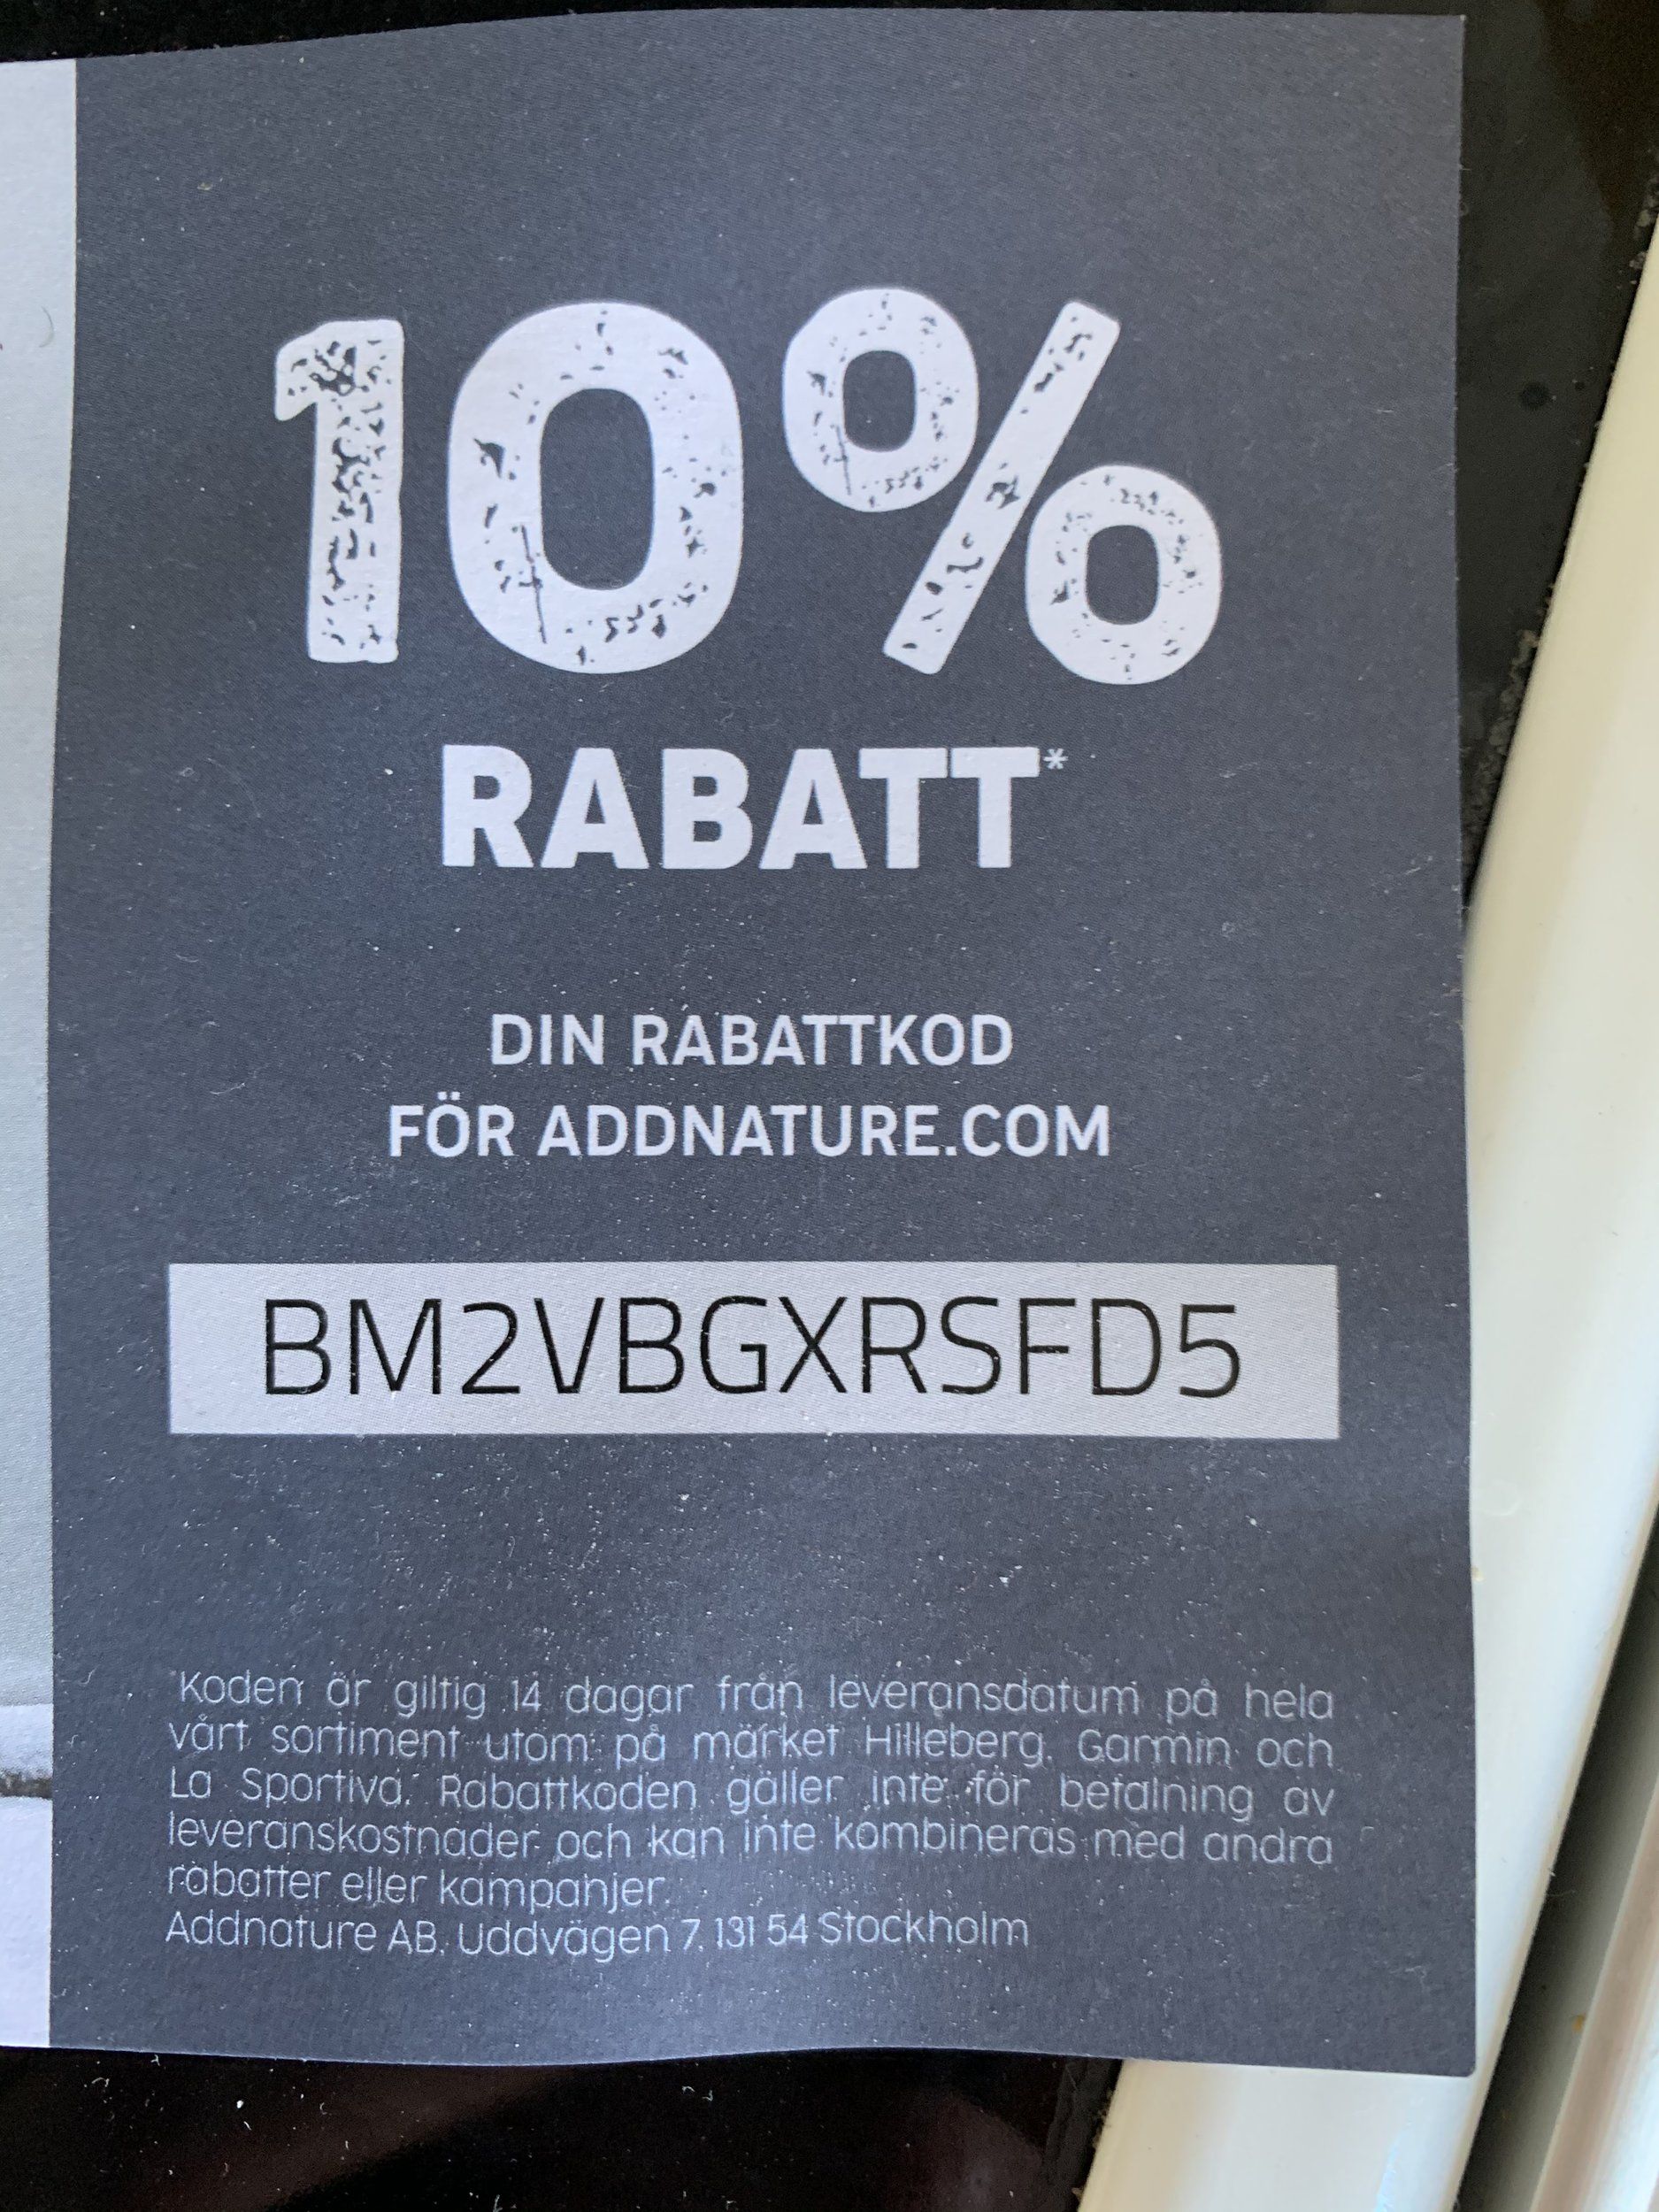 10%
RABATT*
DIN RABATTKOD
FÖR ADDNATURE.COM
BM2VBGXRSFD5
Koden är giltig 14 dagar från leveransdatum på hela
vårt sortiment utom på märket Hilleberg, Garmin och
La Sportiva. Rabattkoden gäller inte för betalning av
leveranskostnader och kan inte kombineras med andra
rabatter eller kampanjer.
Addnature AB, Uddvägen 7, 131 54 Stockholm